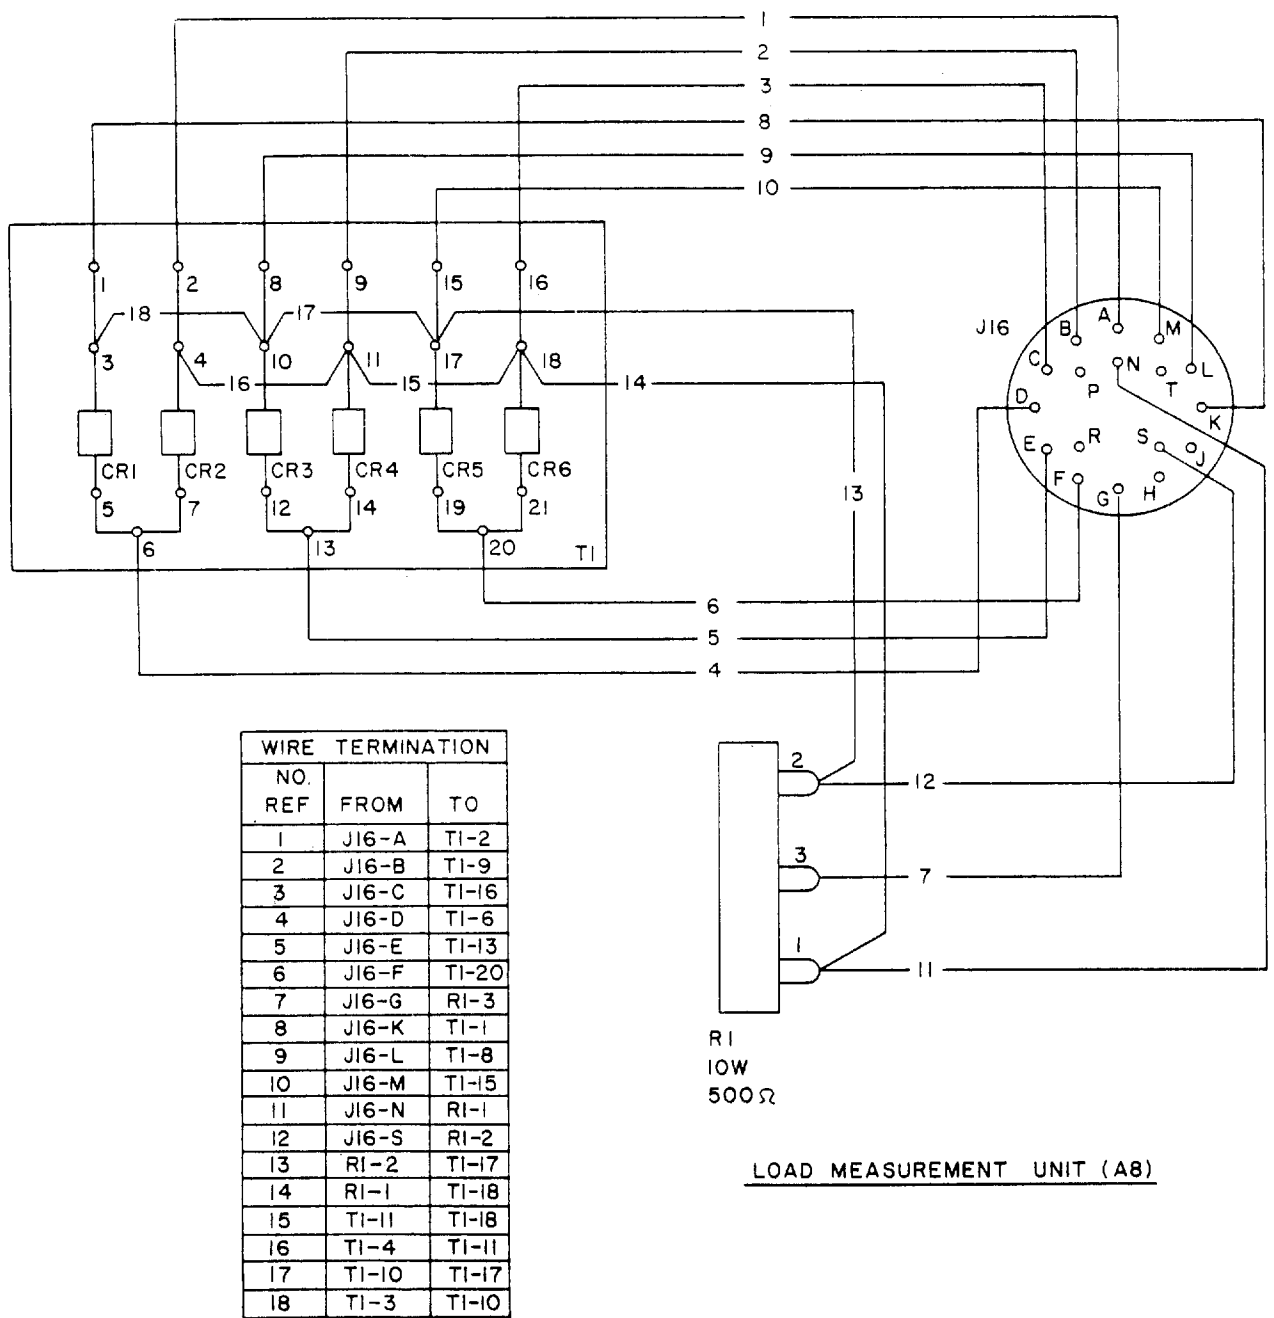 1
2
3
8
9
10
1 2 8 9 15 16
18 17
3 4 10 11 17 18
16 15 14
CR1 CR2 CR3 CR4 CR5 CR6
5 7 12 14 19 21
6 13 20
T1
13
J16
A
B M
C N L
P T
D K
E R S J
F G H
6
5
4
2
12
3
7
1
11
R1
10W
500Ω
WIRE TERMINATION
NO.
REF FROM TO
1 J16-A T1-2
2 J16-B T1-9
3 J16-C T1-16
4 J16-D T1-6
5 J16-E T1-13
6 J16-F T1-20
7 J16-G R1-3
8 J16-K T1-1
9 J16-L T1-8
10 J16-M T1-15
11 J16-N R1-1
12 J16-S R1-2
13 R1-2 T1-17
14 R1-1 T1-18
15 T1-11 T1-18
16 T1-4 T1-11
17 T1-10 T1-17
18 T1-3 T1-10
LOAD MEASUREMENT UNIT (A8)